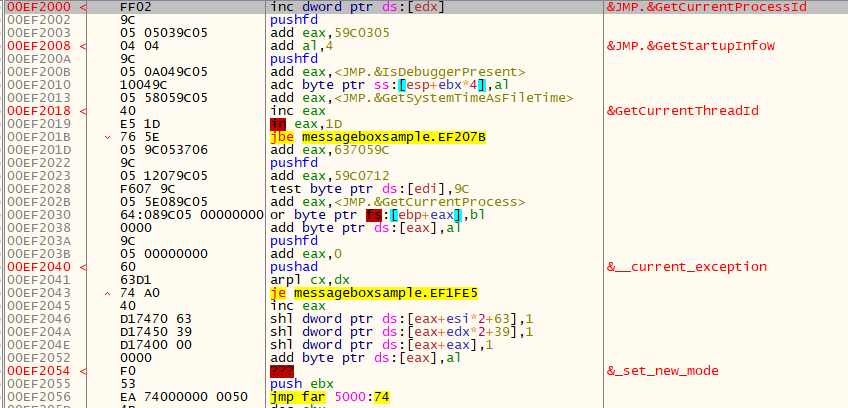 00EF2000 < FF02 inc dword ptr ds:[edx] &JMP.&GetCurrentProcessId
00EF2002 9C pushfd
00EF2003 05 05039C05 add eax,59C0305
00EF2008 < 04 04 add al,4 &JMP.&GetStartupInfoW
00EF200A 9C pushfd
00EF200B 05 0A049C05 add eax,<JMP.&IsDebuggerPresent>
00EF2010 10049C adc byte ptr ss:[esp+ebx*4],al
00EF2013 05 58059C05 add eax,<JMP.&GetSystemTimeAsFileTime>
00EF2018 < 40 inc eax &GetCurrentThreadId
00EF2019 E5 1D in eax,1D
00EF201B 76 5E jbe messageboxsample.EF207B
00EF201D 05 9C053706 add eax,637059C
00EF2022 9C pushfd
00EF2023 05 12079C05 add eax,59C0712
00EF2028 F607 9C test byte ptr ds:[edi],9C
00EF202B 05 5E089C05 add eax,<JMP.&GetCurrentProcess>
00EF2030 64:089C05 00000000 or byte ptr fs:[ebp+eax],bl
00EF2038 0000 add byte ptr ds:[eax],al
00EF203A 9C pushfd
00EF203B 05 00000000 add eax,0
00EF2040 < 60 pushad &__current_exception
00EF2041 63D1 arpl cx,dx
00EF2043 74 A0 je messageboxsample.EF1FE5
00EF2045 40 inc eax
00EF2046 D17470 63 shl dword ptr ds:[eax+esi*2+63],1
00EF204A D17450 39 shl dword ptr ds:[eax+edx*2+39],1
00EF204E D17400 00 shl dword ptr ds:[eax+eax],1
00EF2052 0000 add byte ptr ds:[eax],al
00EF2054 < F0 ??? &_set_new_mode
00EF2055 53 push ebx
00EF2056 EA 74000000 0050 jmp far 5000:74